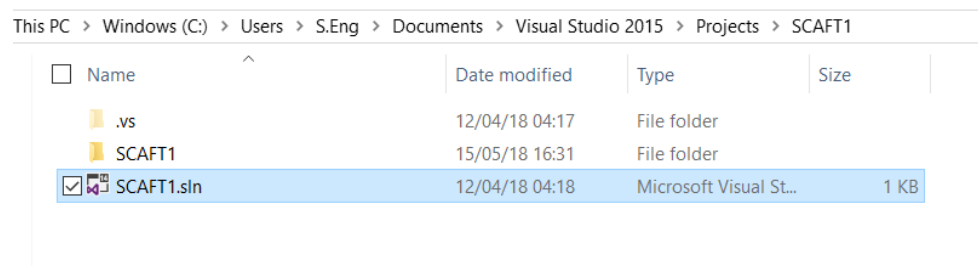 This PC > Windows (C:) > Users > S.Eng > Documents > Visual Studio 2015 > Projects > SCAFT1
Name Date modified Type Size
.vs 12/04/18 04:17 File folder
SCAFT1 15/05/18 16:31 File folder
SCAFT1.sln 12/04/18 04:18 Microsoft Visual St... 1 KB